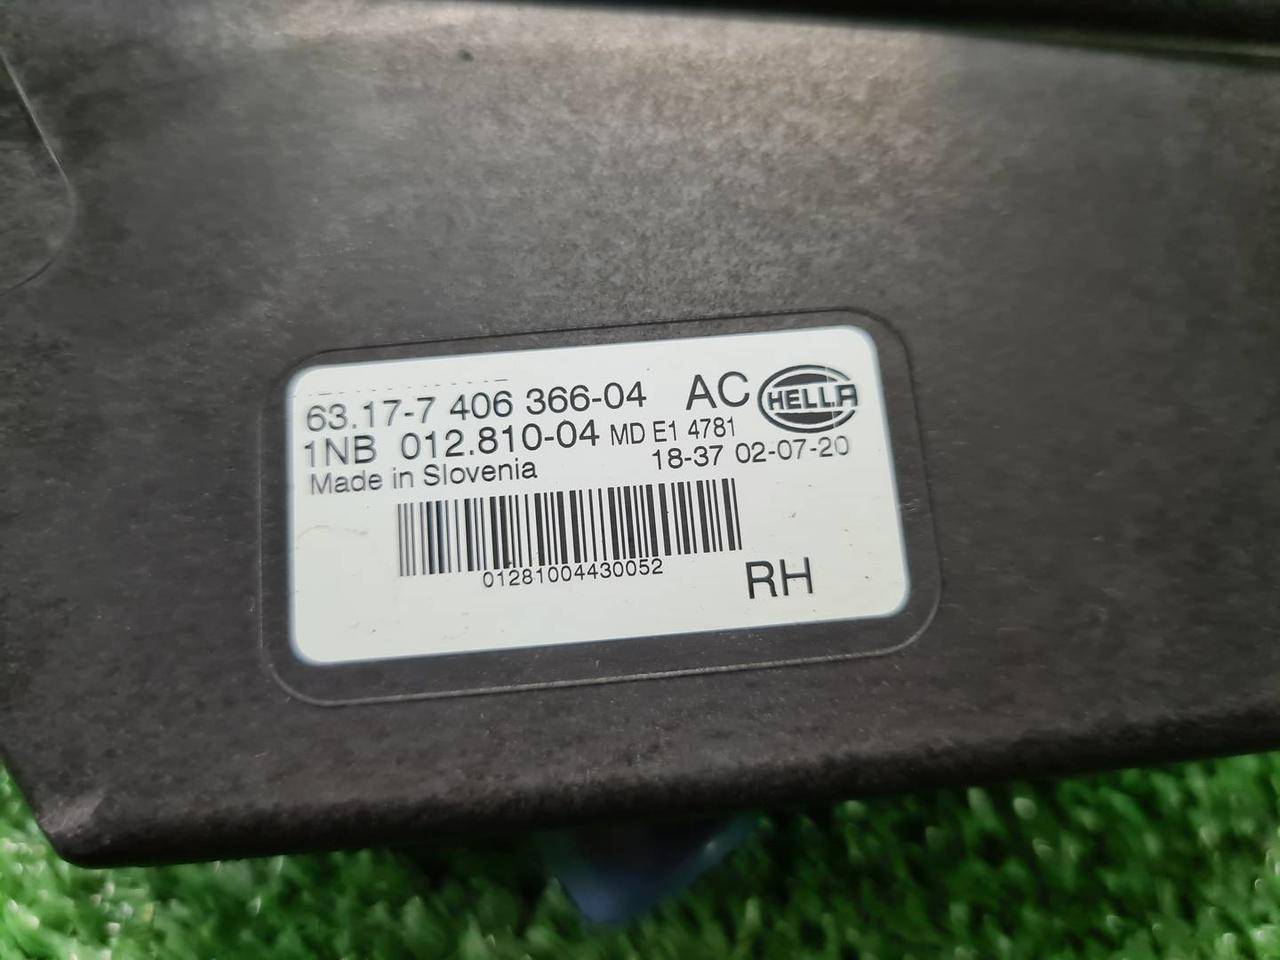 63.17-7 406 366-04 AC HELLA
1NB 012.810-04 MD E1 4781
Made in Slovenia 18-37 02-07-20
01281004430052
RH